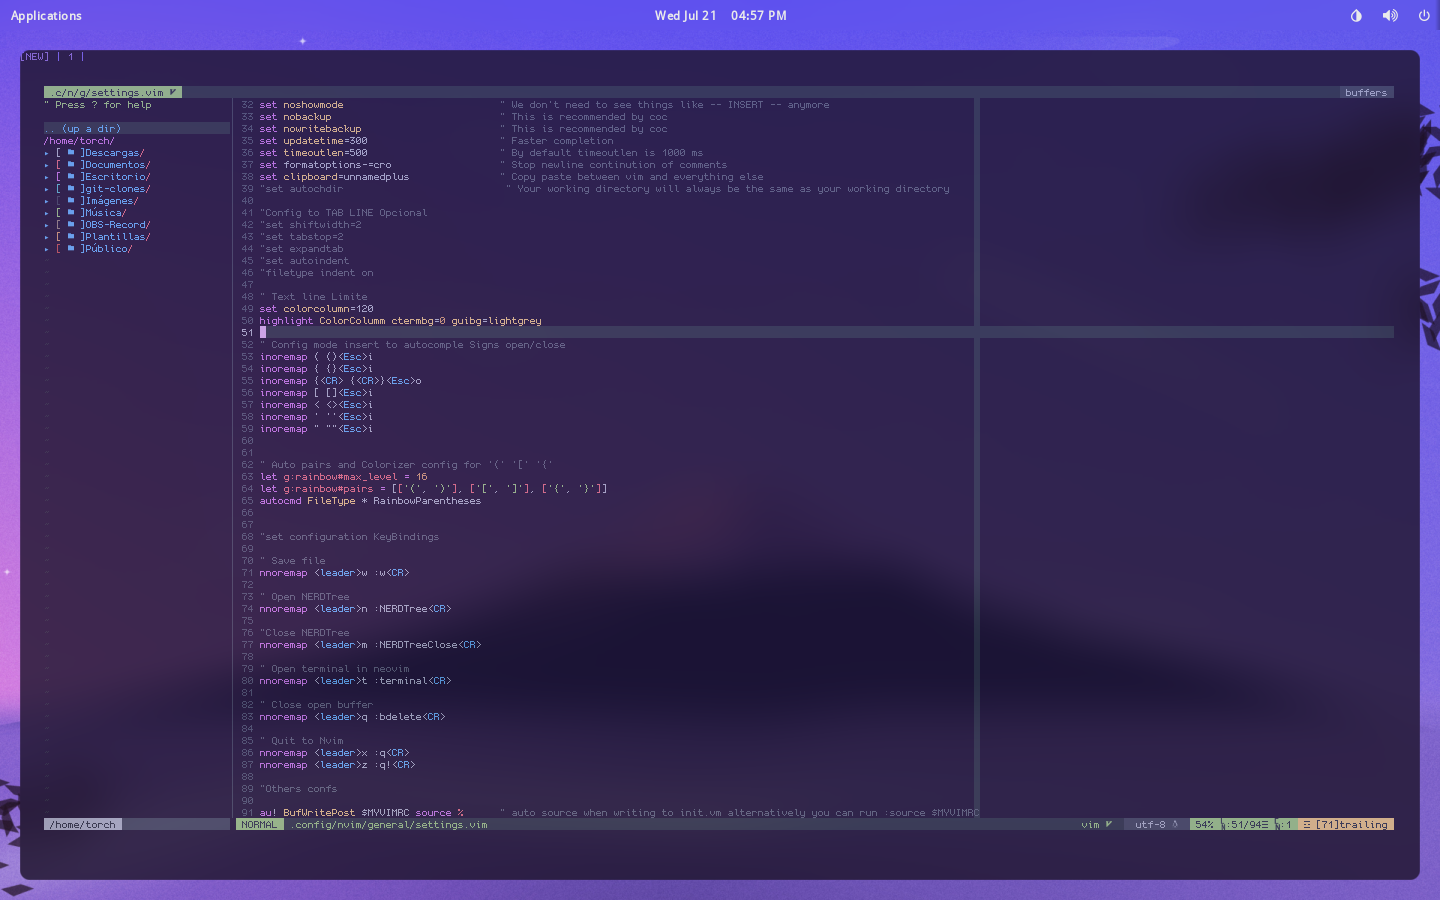 Applications
Wed Jul 21 04:57 PM
[NEW] | 1 |
.c/n/g/settings.vim
buffers
" Press ? for help
.. (up a dir)
/home/torch/
▸ [ ]Descargas/
▸ [ ]Documentos/
▸ [ ]Escritorio/
▸ [ ]git-clones/
▸ [ ]Imágenes/
▸ [ ]Música/
▸ [ ]OBS-Record/
▸ [ ]Plantillas/
▸ [ ]Público/
/home/torch
32 set noshowmode " We don't need to see things like -- INSERT -- anymore
33 set nobackup " This is recommended by coc
34 set nowritebackup " This is recommended by coc
35 set updatetime=300 " Faster completion
36 set timeoutlen=500 " By default timeoutlen is 1000 ms
37 set formatoptions-=cro " Stop newline continution of comments
38 set clipboard=unnamedplus " Copy paste between vim and everything else
39 "set autochdir " Your working directory will always be the same as your working directory
40
41 "Config to TAB LINE Opcional
42 "set shiftwidth=2
43 "set tabstop=2
44 "set expandtab
45 "set autoindent
46 "filetype indent on
47
48 " Text line Limite
49 set colorcolumn=120
50 highlight ColorColumm ctermbg=0 guibg=lightgrey
51
52 " Config mode insert to autocomple Signs open/close
53 inoremap ( ()<Esc>i
54 inoremap { {}<Esc>i
55 inoremap {<CR> {<CR>}<Esc>o
56 inoremap [ []<Esc>i
57 inoremap < <><Esc>i
58 inoremap ' ''<Esc>i
59 inoremap " ""<Esc>i
60
61
62 " Auto pairs and Colorizer config for '(' '[' '{'
63 let g:rainbow#max_level = 16
64 let g:rainbow#pairs = [['(', ')'], ['[', ']'], ['{', '}']]
65 autocmd FileType * RainbowParentheses
66
67
68 "set configuration KeyBindings
69
70 " Save file
71 nnoremap <leader>w :w<CR>
72
73 " Open NERDTree
74 nnoremap <leader>n :NERDTree<CR>
75
76 "Close NERDTree
77 nnoremap <leader>m :NERDTreeClose<CR>
78
79 " Open terminal in neovim
80 nnoremap <leader>t :terminal<CR>
81
82 " Close open buffer
83 nnoremap <leader>q :bdelete<CR>
84
85 " Quit to Nvim
86 nnoremap <leader>x :q<CR>
87 nnoremap <leader>z :q!<CR>
88
89 "Others confs
90
91 au! BufWritePost $MYVIMRC source % " auto source when writing to init.vm alternatively you can run :source $MYVIMRC
NORMAL .config/nvim/general/settings.vim vim utf-8 54% :51/94☰ :1 [71]trailing